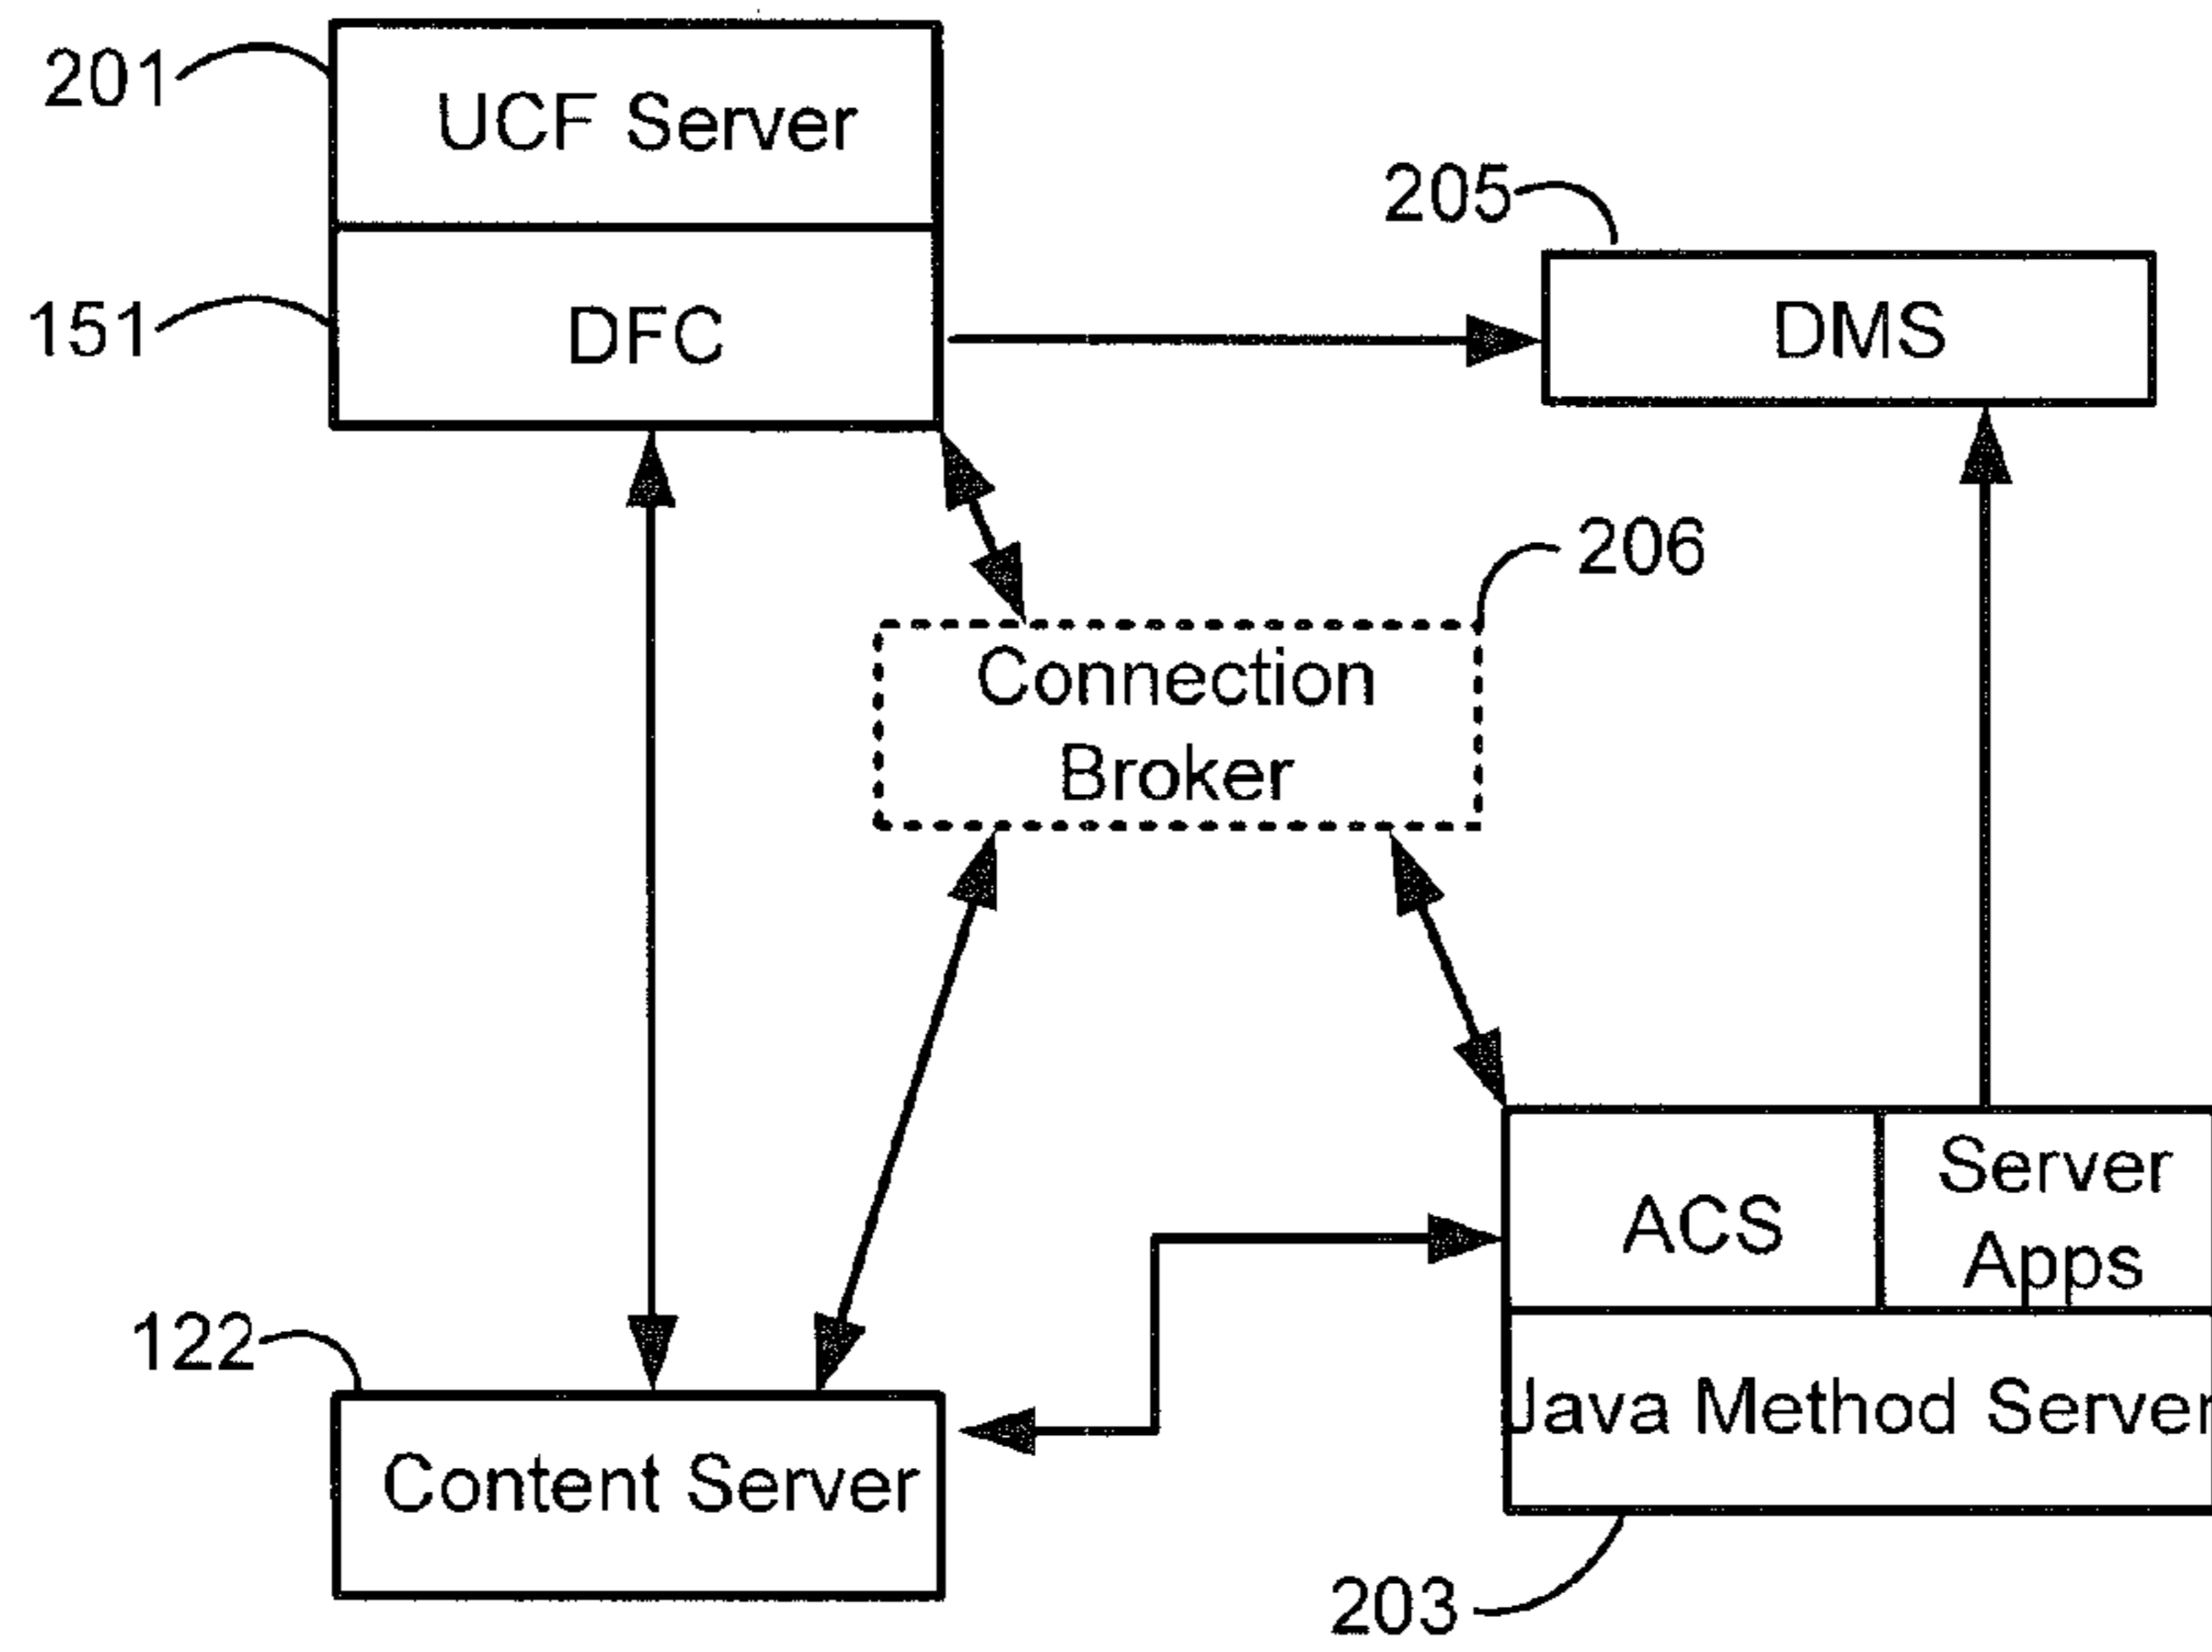 201
UCF Server
205
151
DFC
DMS
206
Connection
Broker
Server
ACS
Apps
122
Java Method Server
Content Server
203